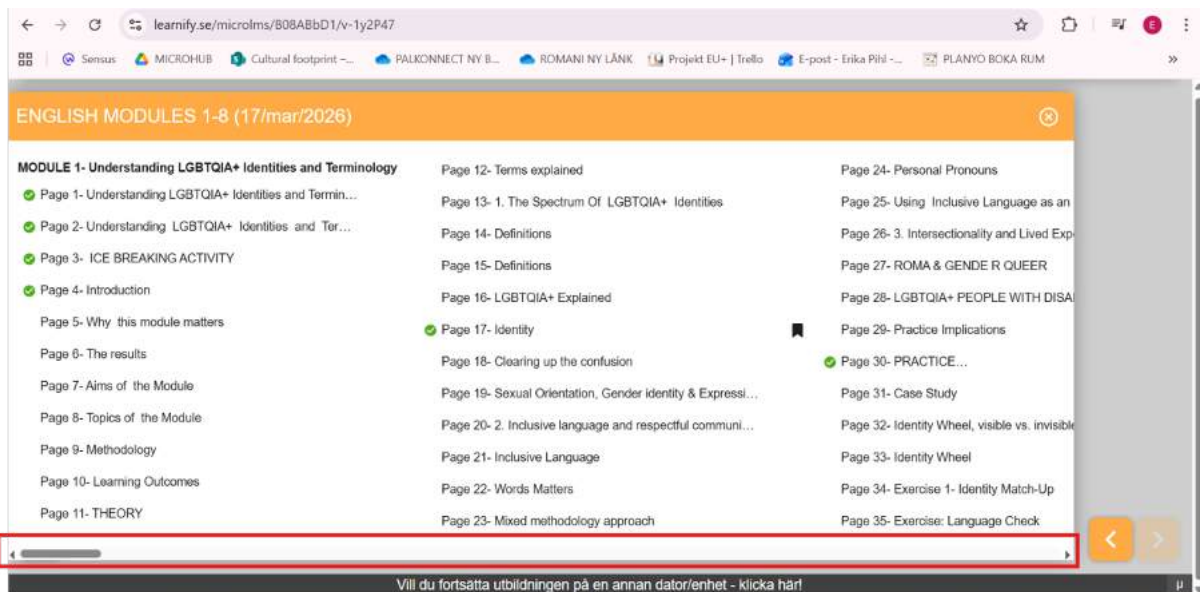 learnify.se/microlms/B08ABbD1/v-1y2P47
E
Sensus
MICROHUB
Cultural footprint –...
PALKONNECT NY B...
ROMANI NY LÄNK
Projekt EU+ | Trello
E-post - Erika Pihl -...
PLANYO BOKA RUM
»
ENGLISH MODULES 1-8 (17/mar/2026)
MODULE 1- Understanding LGBTQIA+ Identities and Terminology
Page 1- Understanding LGBTQIA+ Identities and Termin...
Page 2- Understanding LGBTQIA+ Identities and Ter...
Page 3- ICE BREAKING ACTIVITY
Page 4- Introduction
Page 5- Why this module matters
Page 6- The results
Page 7- Aims of the Module
Page 8- Topics of the Module
Page 9- Methodology
Page 10- Learning Outcomes
Page 11- THEORY
Page 12- Terms explained
Page 13- 1. The Spectrum Of LGBTQIA+ Identities
Page 14- Definitions
Page 15- Definitions
Page 16- LGBTQIA+ Explained
Page 17- Identity
Page 18- Clearing up the confusion
Page 19- Sexual Orientation, Gender identity & Expressi...
Page 20- 2. Inclusive language and respectful communi...
Page 21- Inclusive Language
Page 22- Words Matters
Page 23- Mixed methodology approach
Page 24- Personal Pronouns
Page 25- Using Inclusive Language as an
Page 26- 3. Intersectionality and Lived Exp
Page 27- ROMA & GENDE R QUEER
Page 28- LGBTQIA+ PEOPLE WITH DISA
Page 29- Practice Implications
Page 30- PRACTICE...
Page 31- Case Study
Page 32- Identity Wheel, visible vs. invisible
Page 33- Identity Wheel
Page 34- Exercise 1- Identity Match-Up
Page 35- Exercise: Language Check
Vill du fortsätta utbildningen på en annan dator/enhet - klicka här!
µ